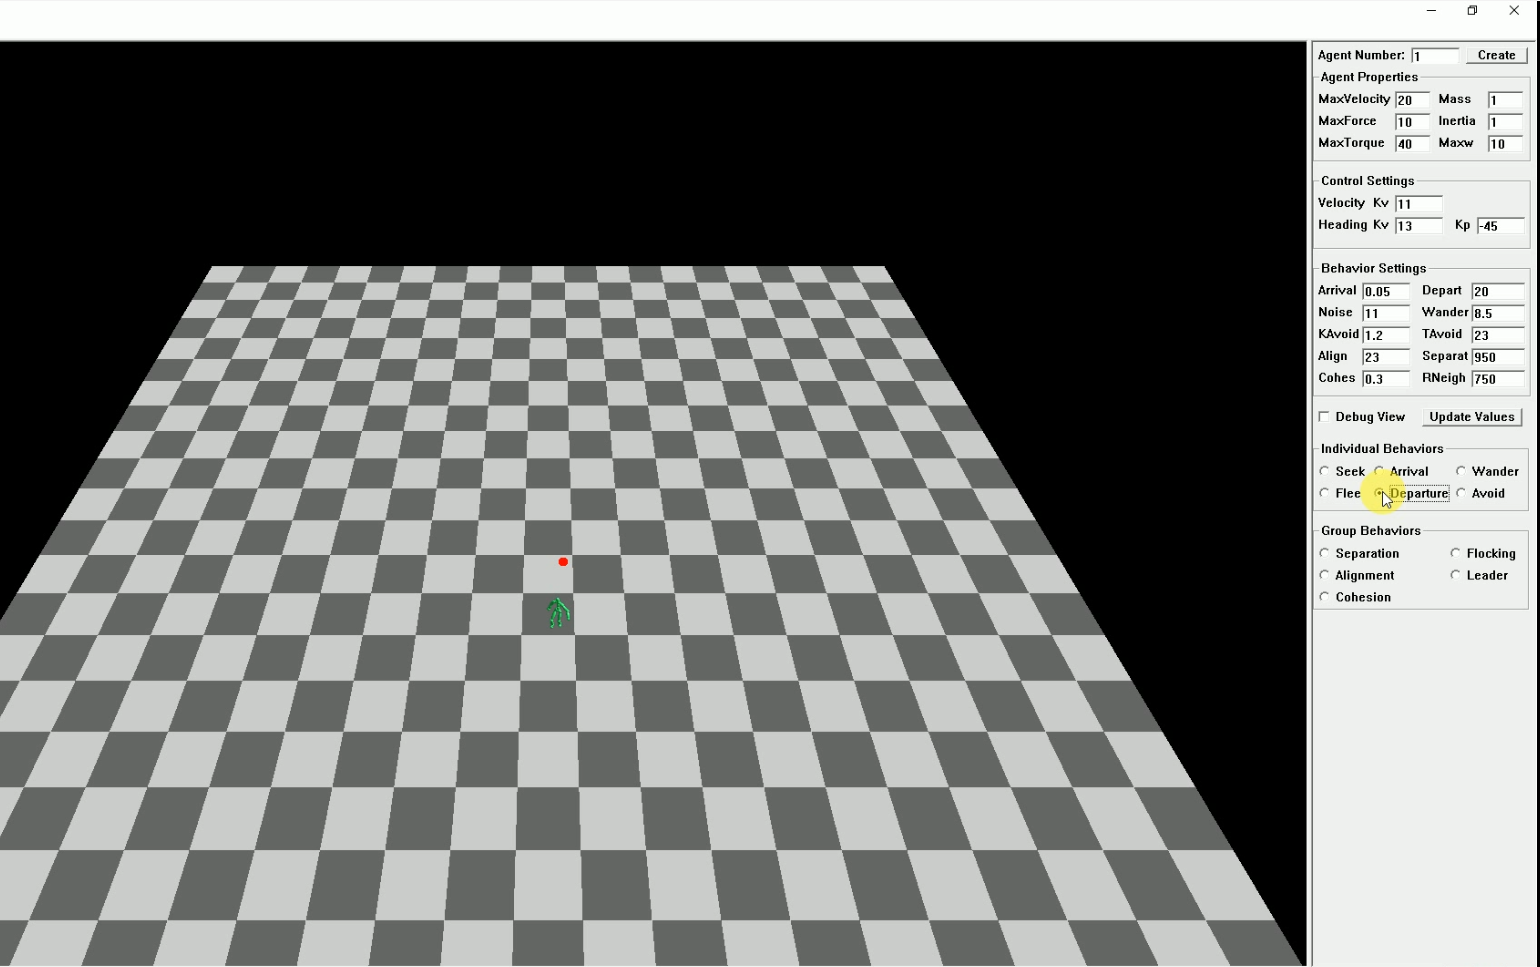 Agent Number: 1 Create
Agent Properties
MaxVelocity 20 Mass 1
MaxForce 10 Inertia 1
MaxTorque 40 Maxw 10
Control Settings
Velocity Kv 11
Heading Kv 13 Kp -45
Behavior Settings
Arrival 0.05 Depart 20
Noise 11 Wander 8.5
KAvoid 1.2 TAvoid 23
Align 23 Separat 950
Cohes 0.3 RNeigh 750
Debug View Update Values
Individual Behaviors
Seek Arrival Wander
Flee Departure Avoid
Group Behaviors
Separation Flocking
Alignment Leader
Cohesion